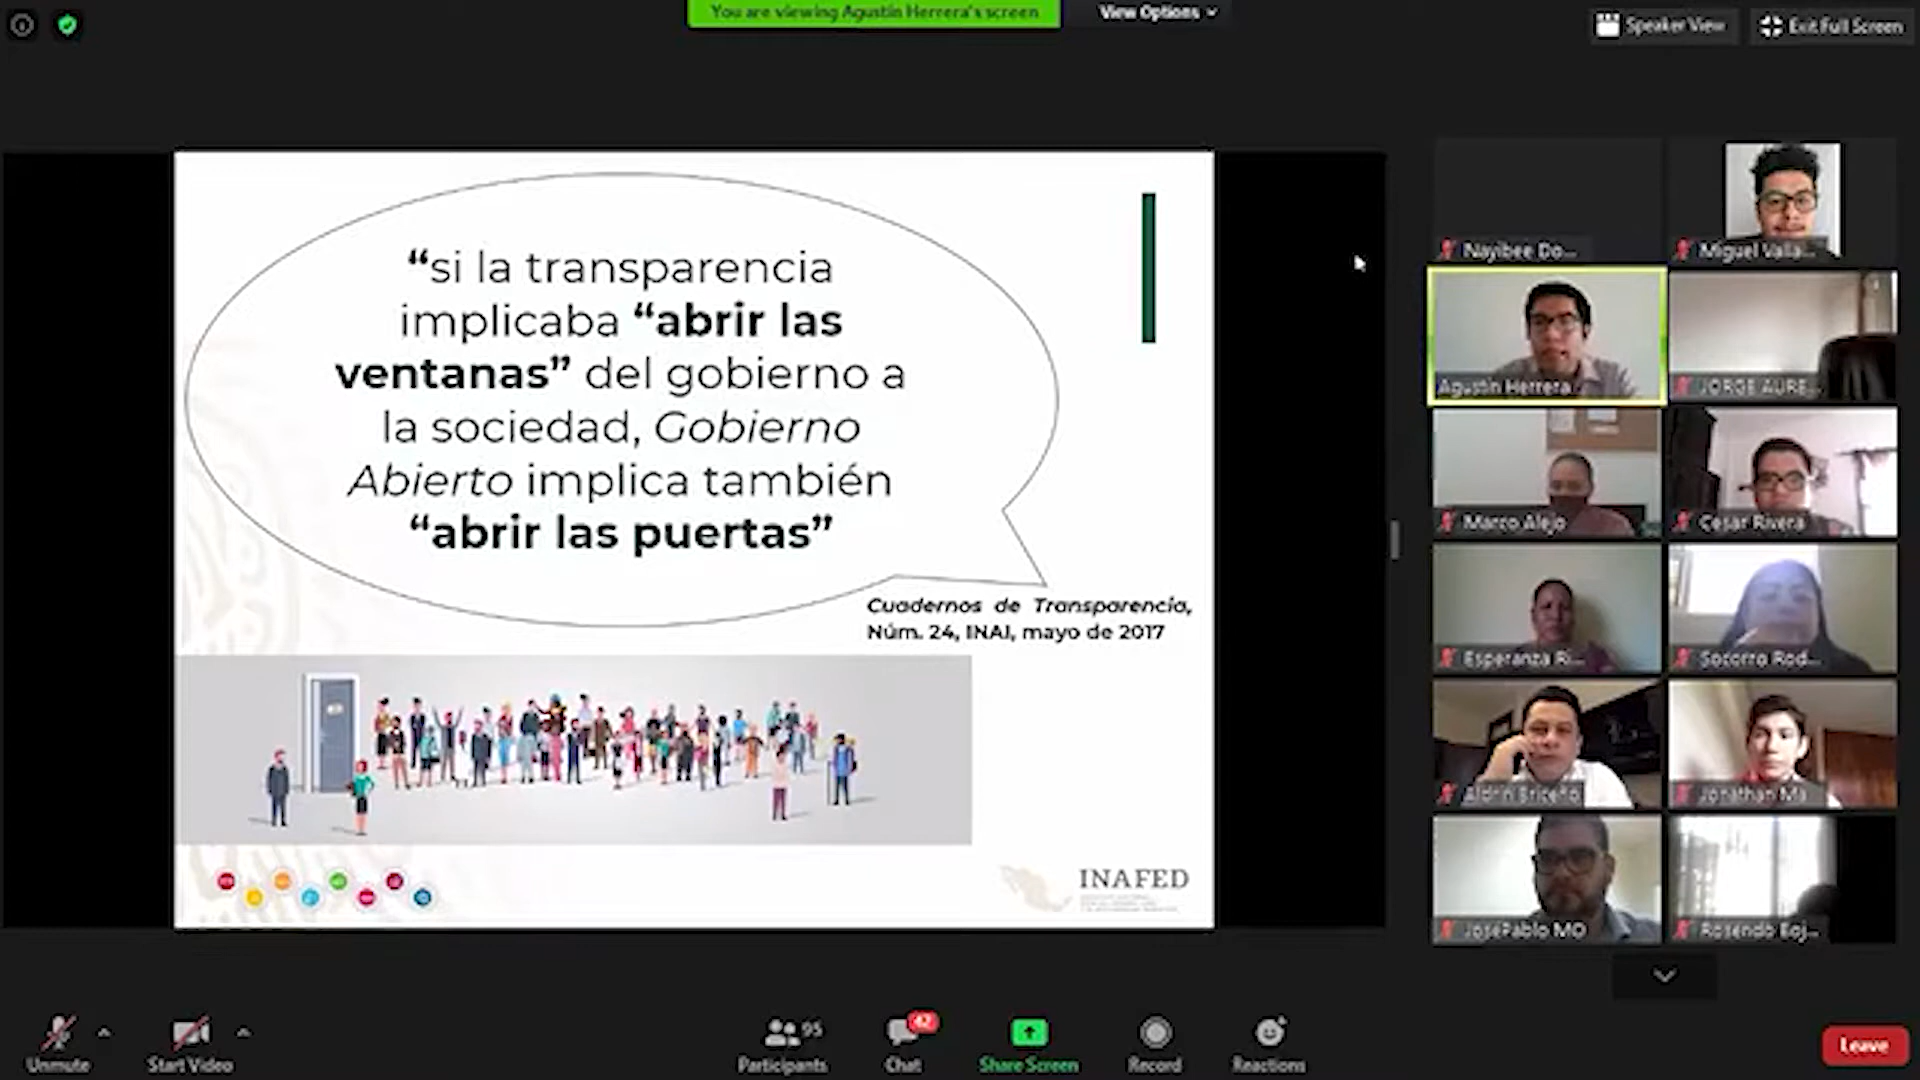 You are viewing Agustín Herrera's screen
View Options
Speaker View
Exit Full Screen
“si la transparencia
implicaba “abrir las
ventanas” del gobierno a
la sociedad, Gobierno
Abierto implica también
“abrir las puertas”
Cuadernos de Transparencia,
Núm. 24, INAI, mayo de 2017
INAFED
Nayibee Do...
Miguel Valla...
Agustín Herrera
JORGE AURE...
Marco Alejo
Cesar Rivera
Esperanza Ri...
Socorro Rod...
Aldrin Briceño
Jonathan Ma
JosePablo MO
Rosendo Boj...
Unmute
Start Video
95
Participants
42
Chat
Share Screen
Record
Reactions
Leave